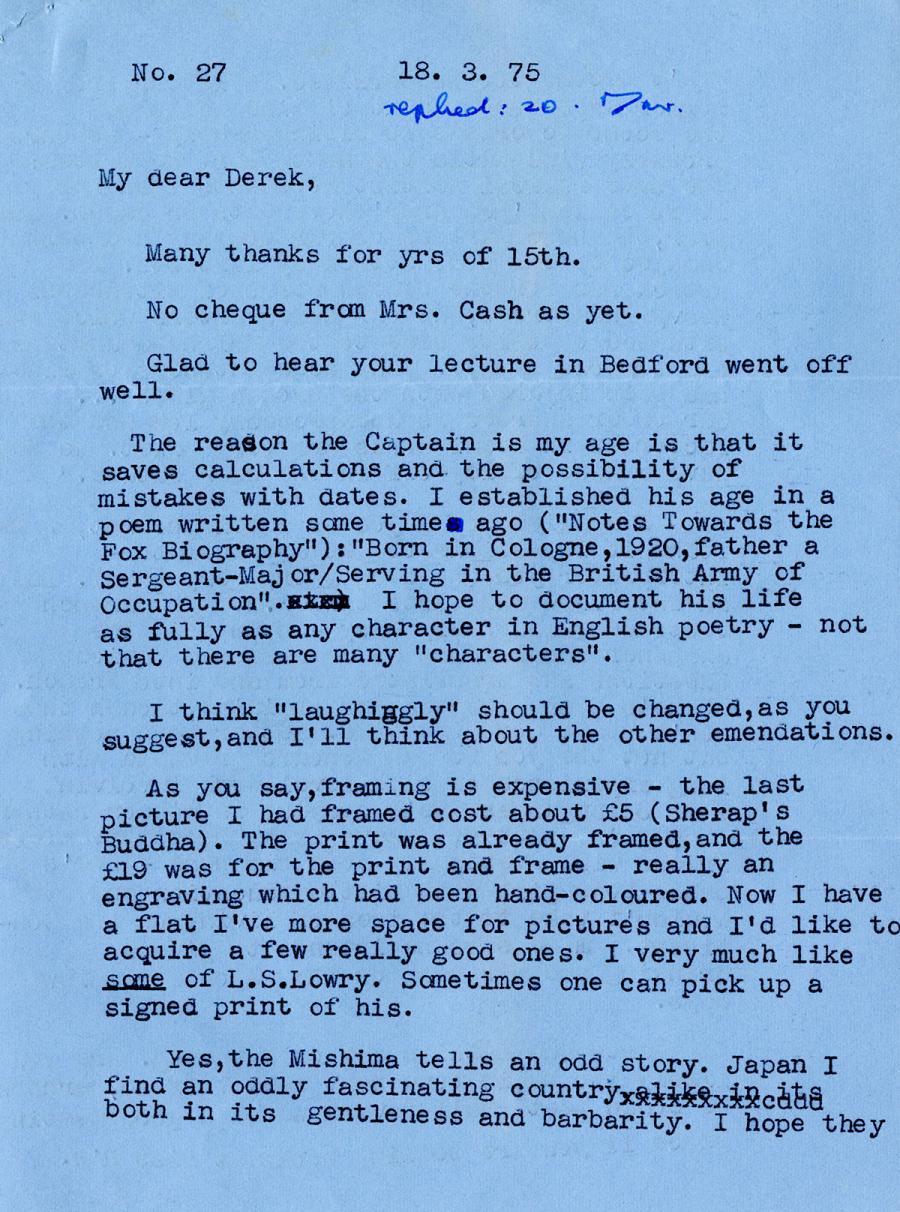 No. 27 18. 3. 75
replied: 20. Mar.
My dear Derek,
Many thanks for yrs of 15th.
No cheque from Mrs. Cash as yet.
Glad to hear your lecture in Bedford went off
well.
The reason the Captain is my age is that it
saves calculations and the possibility of
mistakes with dates. I established his age in a
poem written some times ago ("Notes Towards the
Fox Biography"):"Born in Cologne,1920,father a
Sergeant-Major/Serving in the British Army of
Occupation". I hope to document his life
as fully as any character in English poetry - not
that there are many "characters".
I think "laughiggly" should be changed,as you
suggest,and I'll think about the other emendations.
As you say,framing is expensive - the last
picture I had framed cost about £5 (Sherap's
Buddha). The print was already framed,and the
£19 was for the print and frame - really an
engraving which had been hand-coloured. Now I have
a flat I've more space for pictures and I'd like to
acquire a few really good ones. I very much like
some of L.S.Lowry. Sometimes one can pick up a
signed print of his.
Yes,the Mishima tells an odd story. Japan I
find an oddly fascinating country alike in its
both in its gentleness and barbarity. I hope they